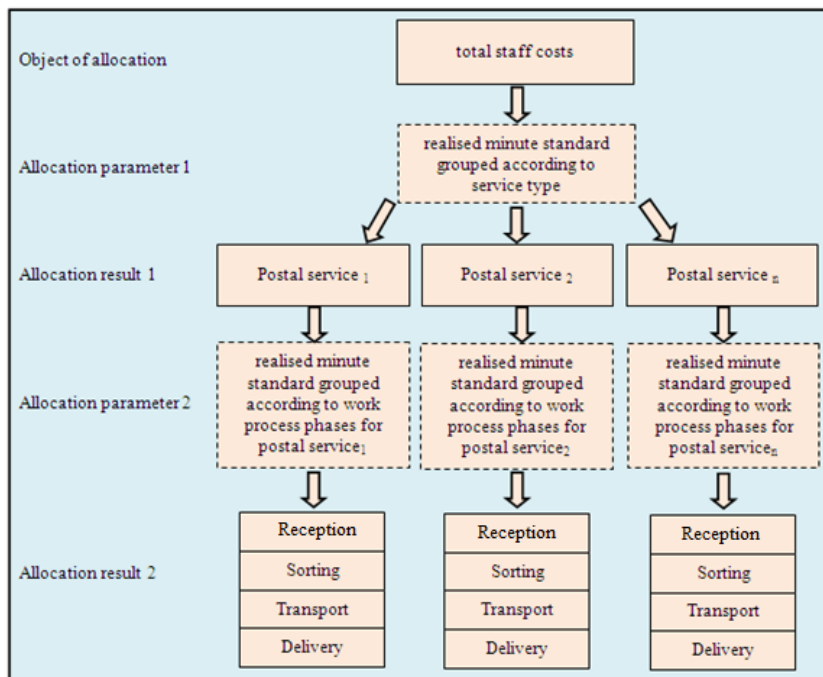 Object of allocation
total staff costs
Allocation parameter 1
realised minute standard
grouped according to
service type
Allocation result 1
Postal service 1
Postal service 2
Postal service n
Allocation parameter 2
realised minute
standard grouped
according to work
process phases for
postal service1
realised minute
standard grouped
according to work
process phases for
postal service2
realised minute
standard grouped
according to work
process phases for
postal servicen
Allocation result 2
Reception
Sorting
Transport
Delivery
Reception
Sorting
Transport
Delivery
Reception
Sorting
Transport
Delivery